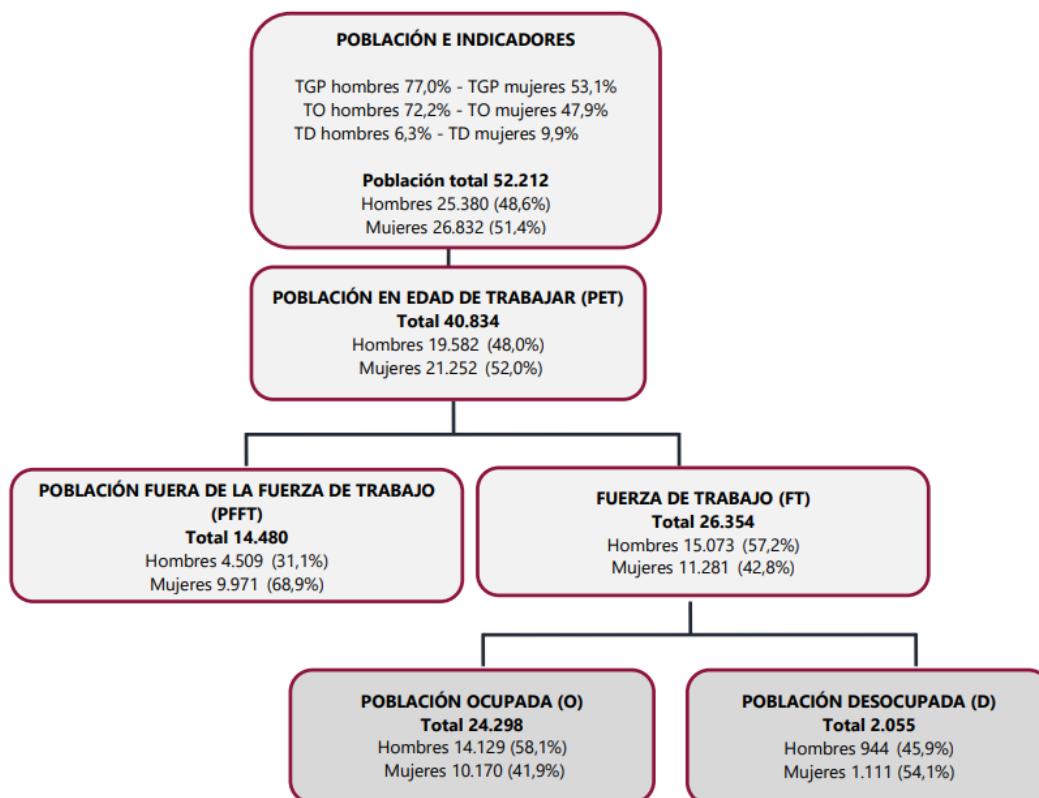 POBLACIÓN E INDICADORES
TGP hombres 77,0% - TGP mujeres 53,1%
TO hombres 72,2% - TO mujeres 47,9%
TD hombres 6,3% - TD mujeres 9,9%
Población total 52.212
Hombres 25.380 (48,6%)
Mujeres 26.832 (51,4%)
POBLACIÓN EN EDAD DE TRABAJAR (PET)
Total 40.834
Hombres 19.582 (48,0%)
Mujeres 21.252 (52,0%)
POBLACIÓN FUERA DE LA FUERZA DE TRABAJO
(PFFT)
Total 14.480
Hombres 4.509 (31,1%)
Mujeres 9.971 (68,9%)
FUERZA DE TRABAJO (FT)
Total 26.354
Hombres 15.073 (57,2%)
Mujeres 11.281 (42,8%)
POBLACIÓN OCUPADA (O)
Total 24.298
Hombres 14.129 (58,1%)
Mujeres 10.170 (41,9%)
POBLACIÓN DESOCUPADA (D)
Total 2.055
Hombres 944 (45,9%)
Mujeres 1.111 (54,1%)